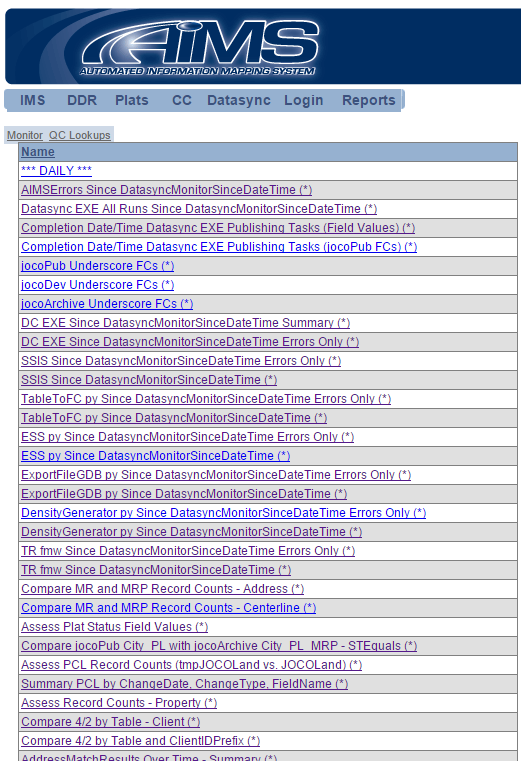 AIMS
AUTOMATED INFORMATION MAPPING SYSTEM
IMS DDR Plats CC Datasync Login Reports
Monitor QC Lookups
Name
*** DAILY ***
AIMSErrors Since DatasyncMonitorSinceDateTime (*)
Datasync EXE All Runs Since DatasyncMonitorSinceDateTime (*)
Completion Date/Time Datasync EXE Publishing Tasks (Field Values) (*)
Completion Date/Time Datasync EXE Publishing Tasks (jocoPub FCs) (*)
jocoPub Underscore FCs (*)
jocoDev Underscore FCs (*)
jocoArchive Underscore FCs (*)
DC EXE Since DatasyncMonitorSinceDateTime Summary (*)
DC EXE Since DatasyncMonitorSinceDateTime Errors Only (*)
SSIS Since DatasyncMonitorSinceDateTime Errors Only (*)
SSIS Since DatasyncMonitorSinceDateTime (*)
TableToFC py Since DatasyncMonitorSinceDateTime Errors Only (*)
TableToFC py Since DatasyncMonitorSinceDateTime (*)
ESS py Since DatasyncMonitorSinceDateTime Errors Only (*)
ESS py Since DatasyncMonitorSinceDateTime (*)
ExportFileGDB py Since DatasyncMonitorSinceDateTime Errors Only (*)
ExportFileGDB py Since DatasyncMonitorSinceDateTime (*)
DensityGenerator py Since DatasyncMonitorSinceDateTime Errors Only (*)
DensityGenerator py Since DatasyncMonitorSinceDateTime (*)
TR fmw Since DatasyncMonitorSinceDateTime Errors Only (*)
TR fmw Since DatasyncMonitorSinceDateTime (*)
Compare MR and MRP Record Counts - Address (*)
Compare MR and MRP Record Counts - Centerline (*)
Assess Plat Status Field Values (*)
Compare jocoPub City_PL with jocoArchive City_PL_MRP - STEquals (*)
Assess PCL Record Counts (tmpJOCOLand vs. JOCOLand) (*)
Summary PCL by ChangeDate, ChangeType, FieldName (*)
Assess Record Counts - Property (*)
Compare 4/2 by Table - Client (*)
Compare 4/2 by Table and ClientIDPrefix (*)
AddressMatchResults Over Time - Summary (*)